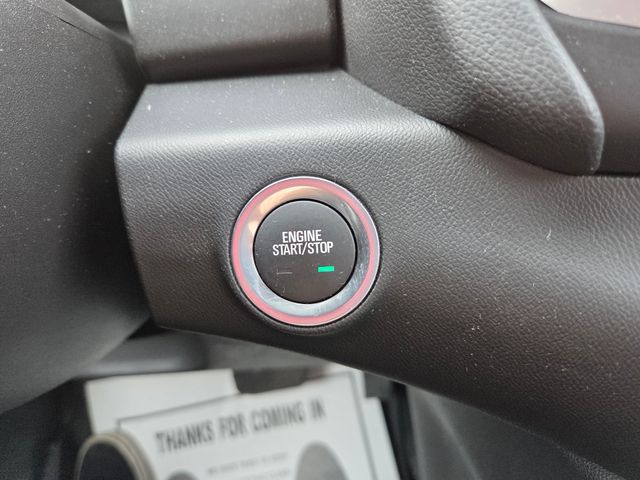 ENGINE
START/STOP
THANKS FOR COMING IN